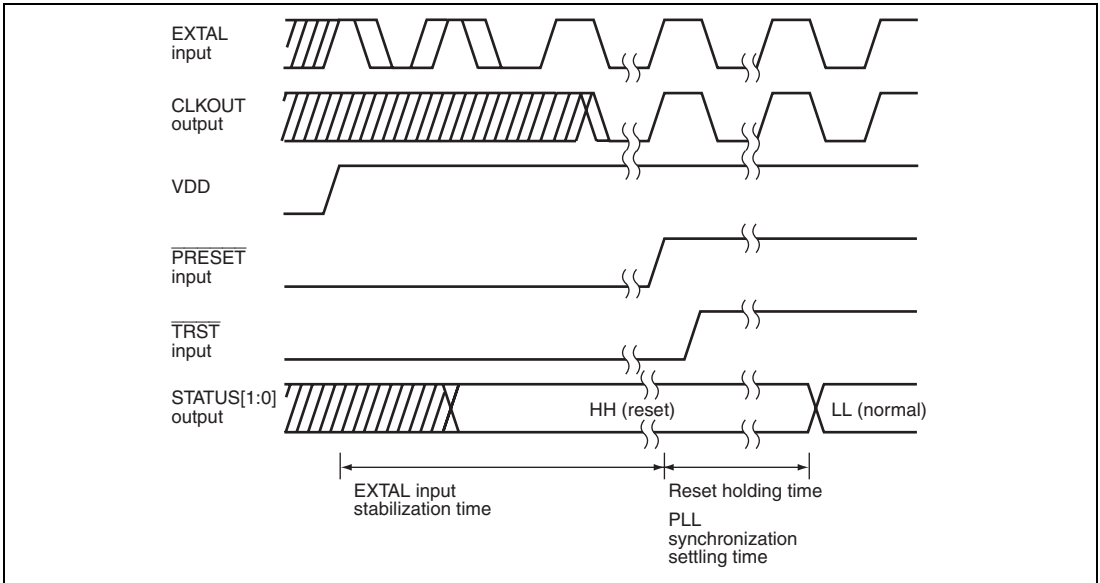 EXTAL
input
CLKOUT
output
VDD
PRESET
input
TRST
input
STATUS[1:0]
output
HH (reset)
LL (normal)
EXTAL input
stabilization time
Reset holding time
PLL
synchronization
settling time